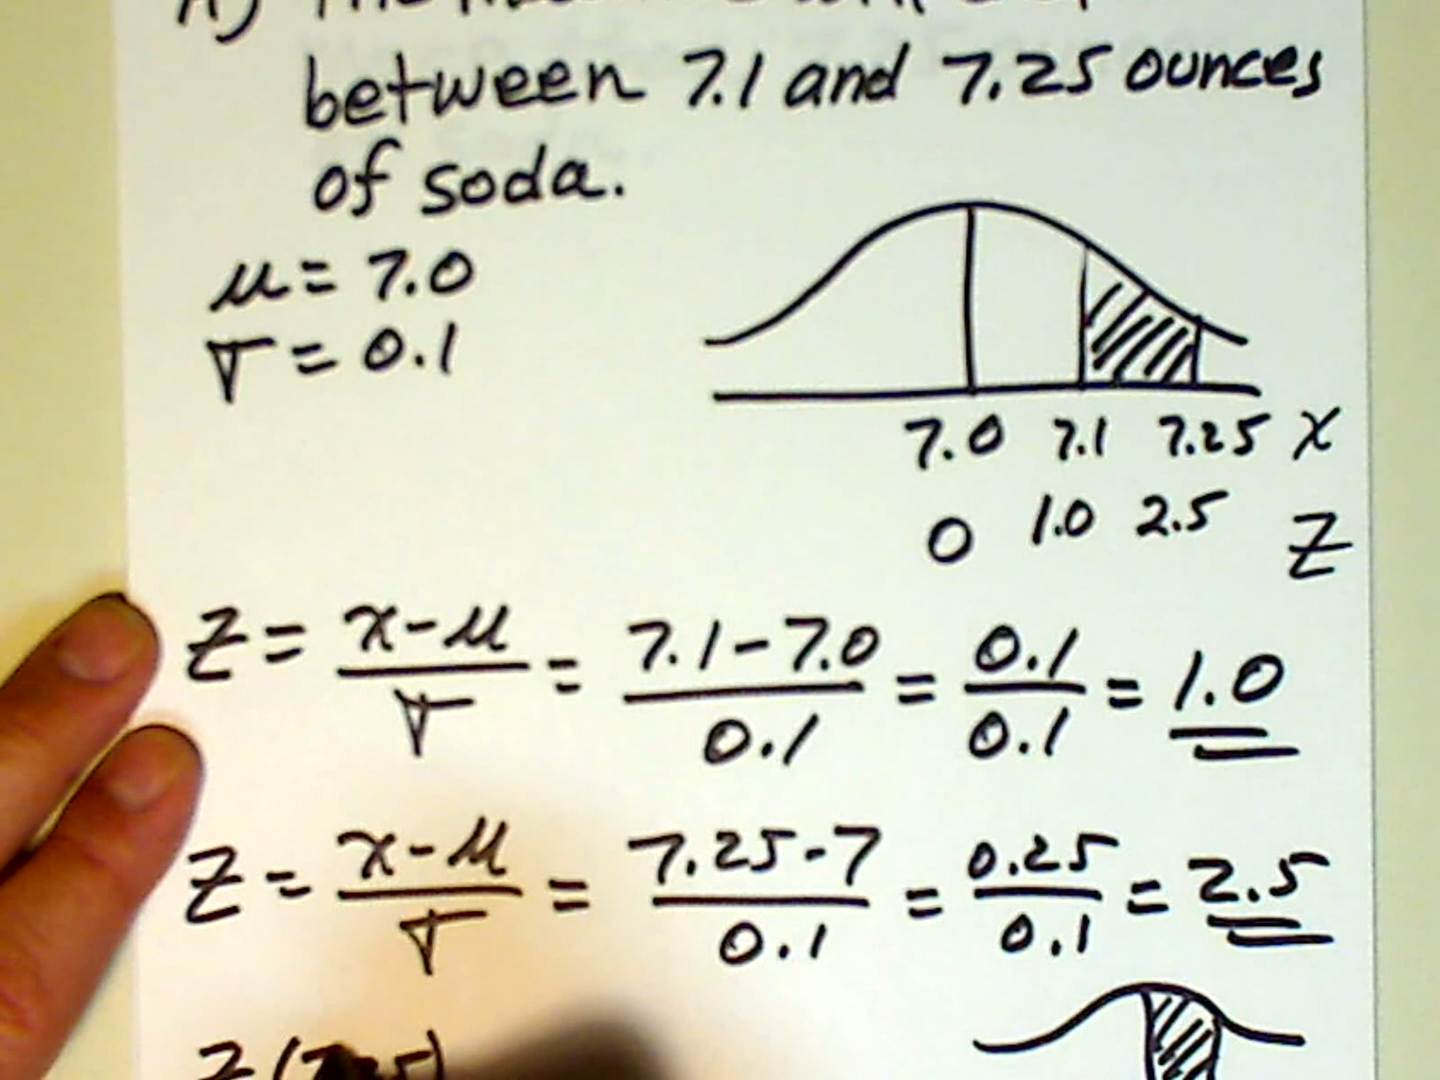 A) The
between 7.1 and 7.25 ounces
of soda.
μ = 7.0
σ = 0.1
7.0 7.1 7.25 x
0 1.0 2.5 Z
Z = x-μ/σ = 7.1-7.0/0.1 = 0.1/0.1 = 1.0
Z = x-μ/σ = 7.25-7/0.1 = 0.25/0.1 = 2.5